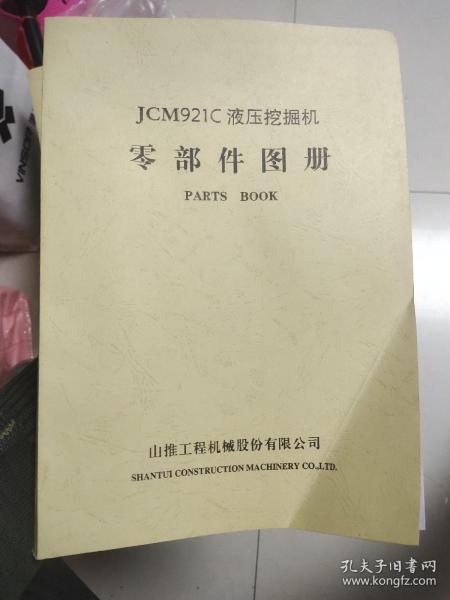 JCM921C 液压挖掘机
零部件图册
PARTS BOOK
山推工程机械股份有限公司
SHANTUI CONSTRUCTION MACHINERY CO.,LTD.
VINSCE
孔夫子旧书网
www.kongfz.com